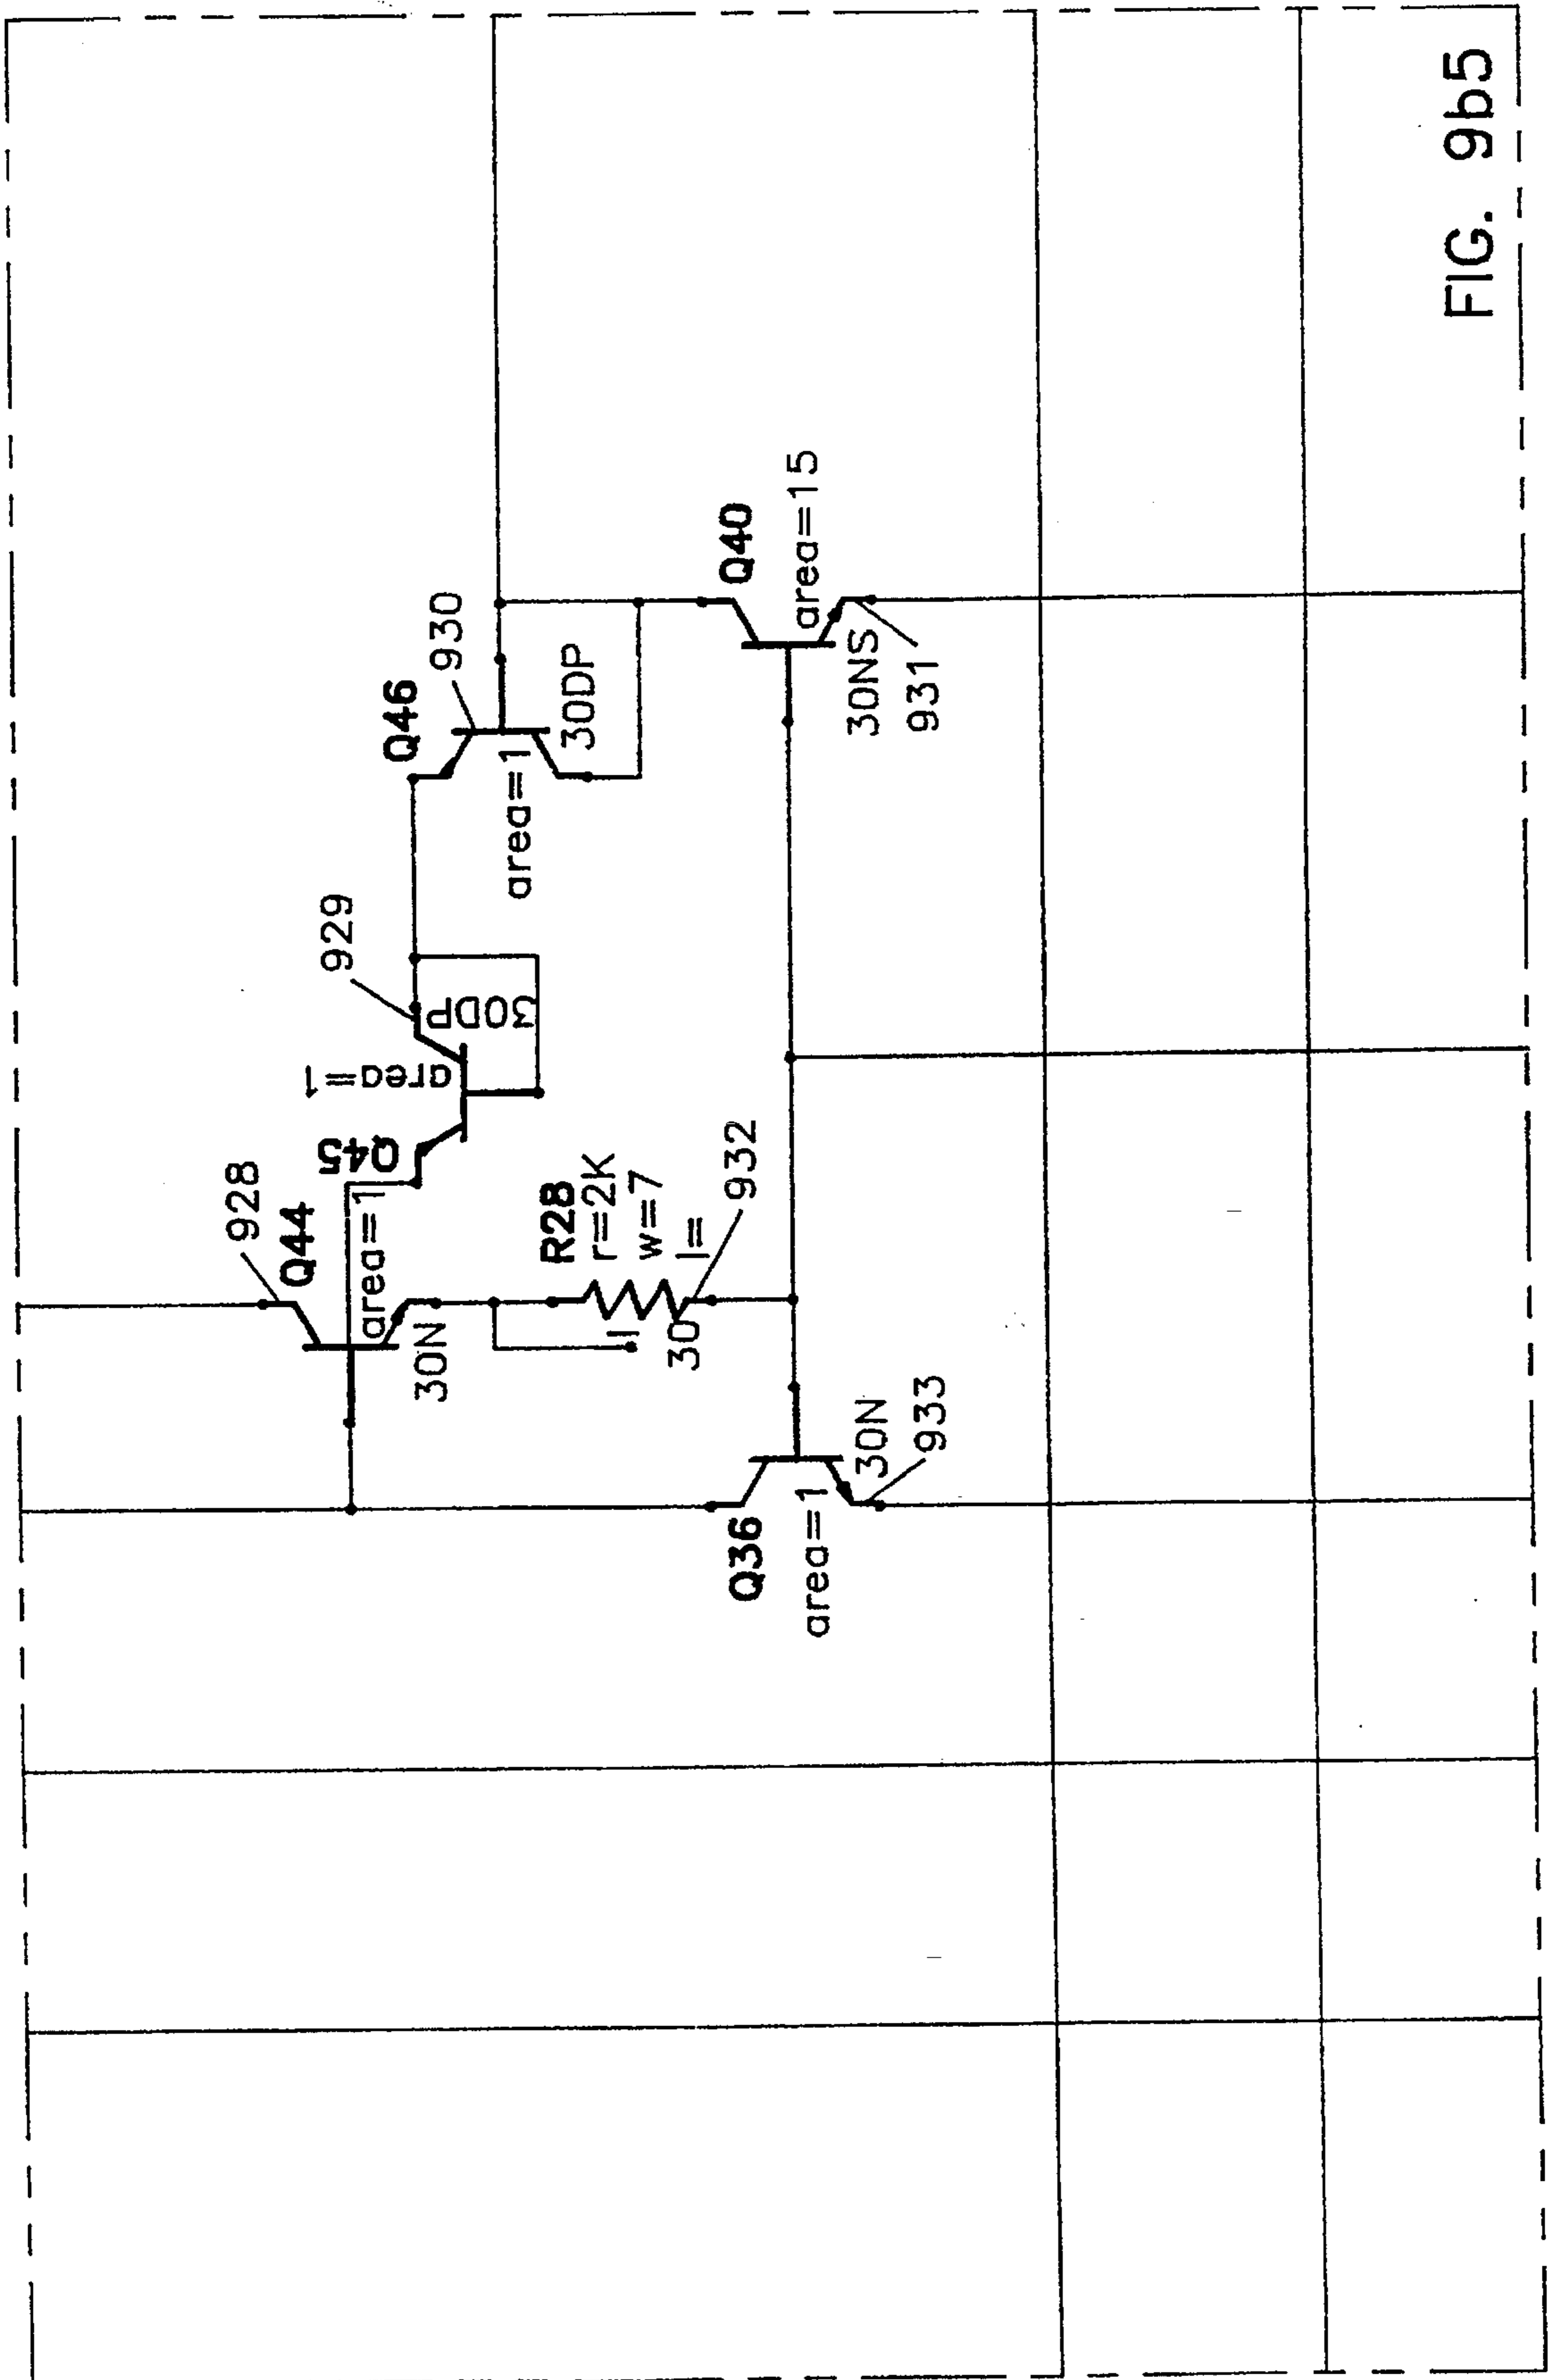 928
Q44
area=1
30N
Q45
area=1
30DP
929
Q46
930
area=1
30DP
R28
r=2K
w=7
l=
30
932
Q36
area=1
30N
933
Q40
area=15
30NS
931
FIG. 9b5